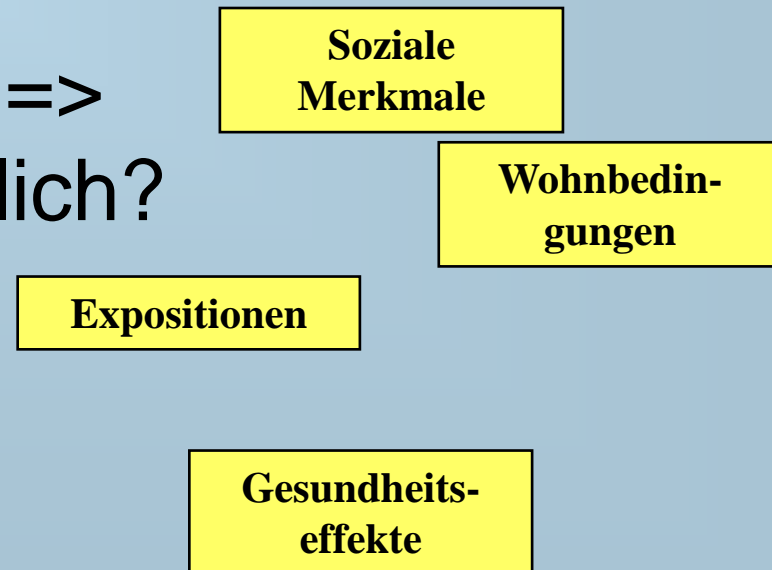 Soziale
Merkmale
=>
lich?
Wohnbedin-
gungen
Expositionen
Gesundheits-
effekte